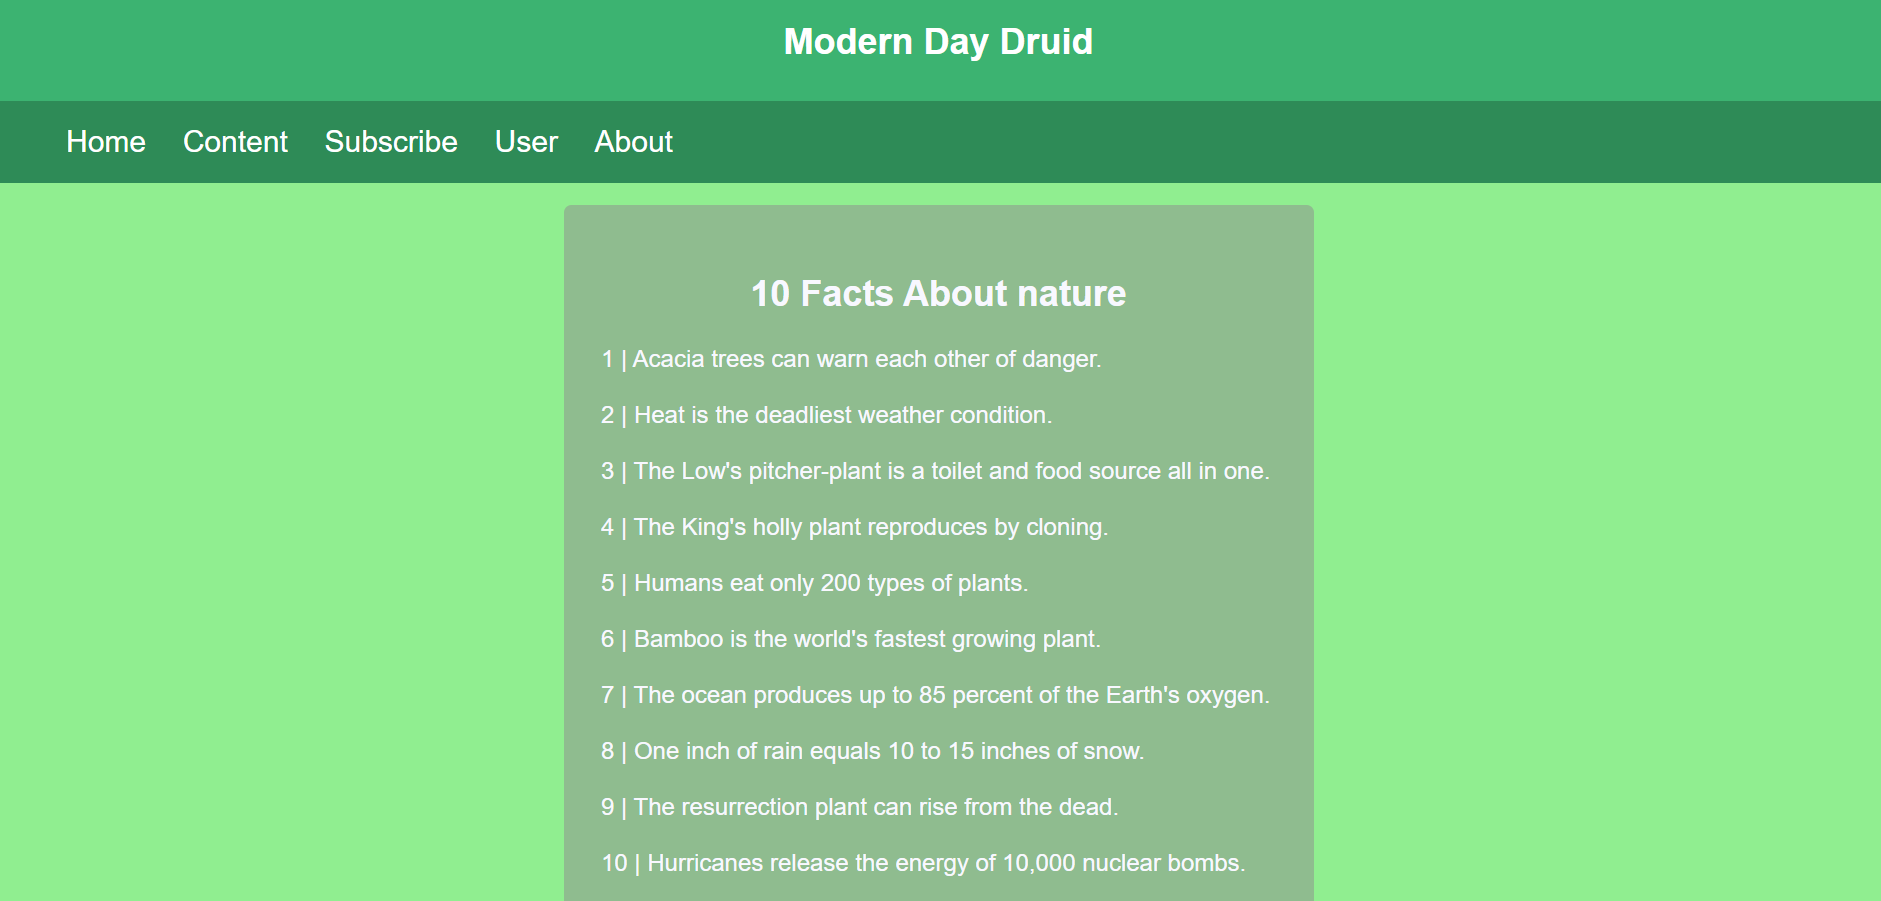 Modern Day Druid
Home Content Subscribe User About
10 Facts About nature
1 | Acacia trees can warn each other of danger.
2 | Heat is the deadliest weather condition.
3 | The Low's pitcher-plant is a toilet and food source all in one.
4 | The King's holly plant reproduces by cloning.
5 | Humans eat only 200 types of plants.
6 | Bamboo is the world's fastest growing plant.
7 | The ocean produces up to 85 percent of the Earth's oxygen.
8 | One inch of rain equals 10 to 15 inches of snow.
9 | The resurrection plant can rise from the dead.
10 | Hurricanes release the energy of 10,000 nuclear bombs.